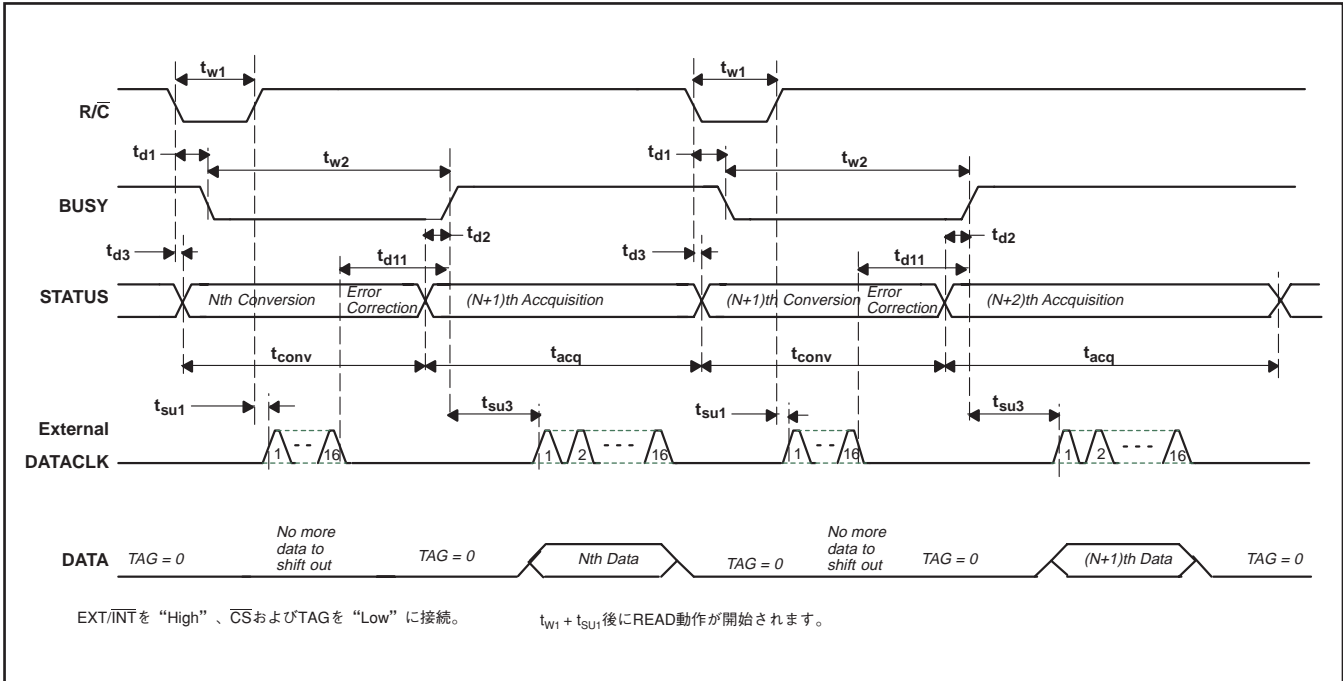 tw1 tw1
R/C
td1 tw2 td1 tw2
BUSY
td3 td2 td3 td2
td11 td11
STATUS Nth Conversion Error Correction (N+1)th Accquisition (N+1)th Conversion Error Correction (N+2)th Accquisition
tconv tacq tconv tacq
tsu1 tsu3 tsu1 tsu3
External
DATACLK 1 - - 16 1 2 - - - 16 1 - - 16 1 2 - - - 16
DATA TAG = 0 No more data to shift out TAG = 0 Nth Data TAG = 0 No more data to shift out TAG = 0 (N+1)th Data TAG = 0
EXT/INTを“High”、CSおよびTAGを“Low”に接続。 tW1 + tSU1後にREAD動作が開始されます。